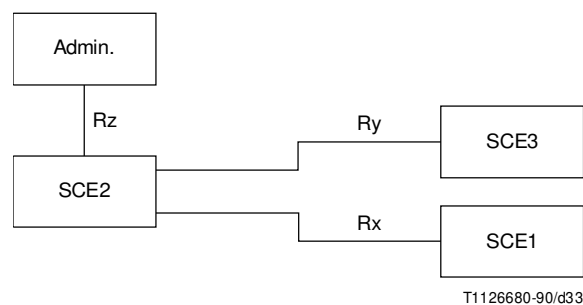 Admin.
Rz
Ry
SCE3
SCE2
Rx
SCE1
T1126680-90/d33